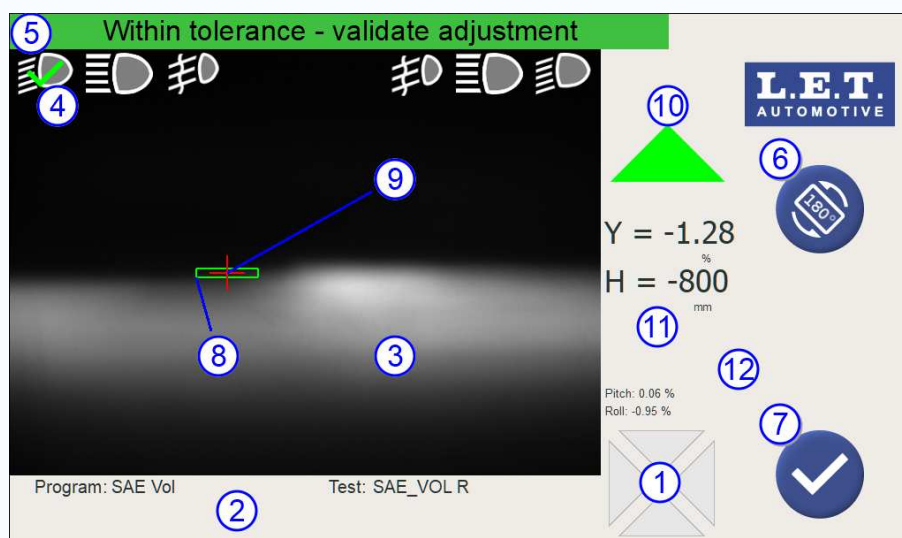 Within tolerance - validate adjustment
5
4
10
L.E.T.
AUTOMOTIVE
6
180°
9
Y = -1.28
%
H = -800
mm
8
3
11
12
Pitch: 0.06 %
Roll: -0.95 %
7
1
Program: SAE Vol
Test: SAE_VOL R
2